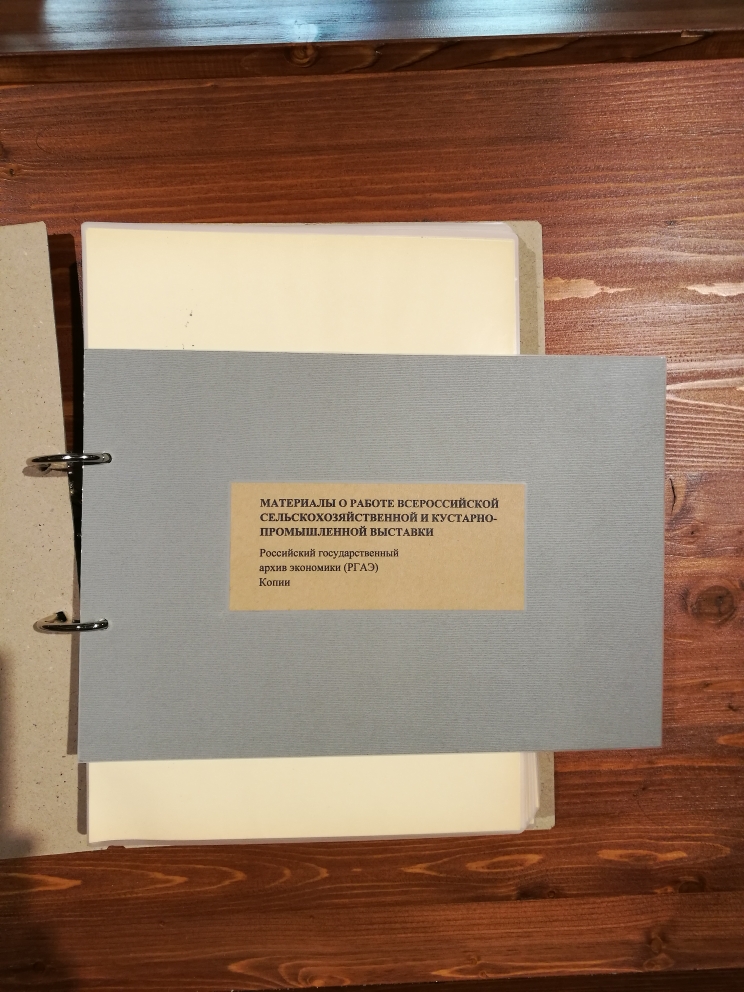 МАТЕРИАЛЫ О РАБОТЕ ВСЕРОССИЙСКОЙ
СЕЛЬСКОХОЗЯЙСТВЕННОЙ И КУСТАРНО-
ПРОМЫШЛЕННОЙ ВЫСТАВКИ
Российский государственный
архив экономики (РГАЭ)
Копии